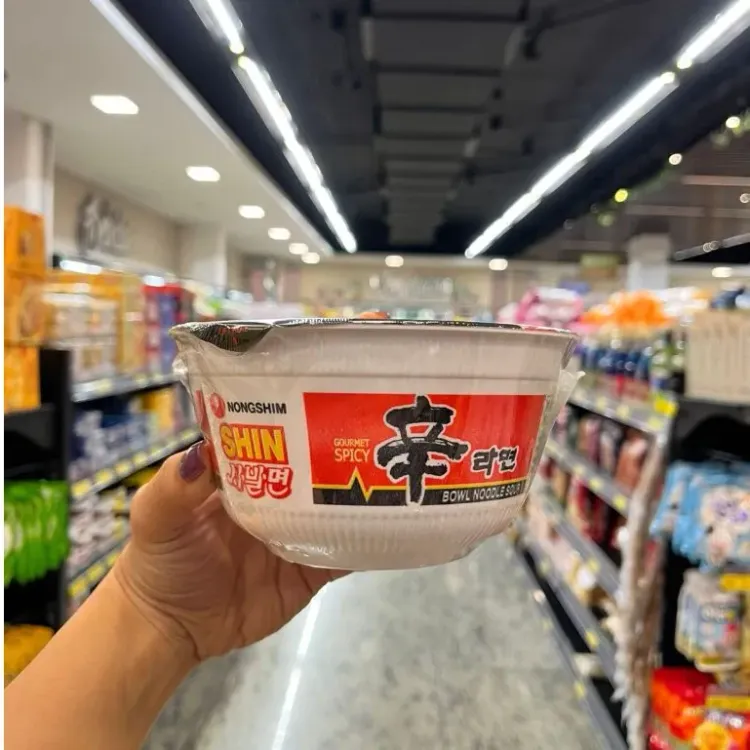 NONGSHIM
SHIN
사발면
GOURMET
SPICY
辛라면
BOWL NOODLE SOUP